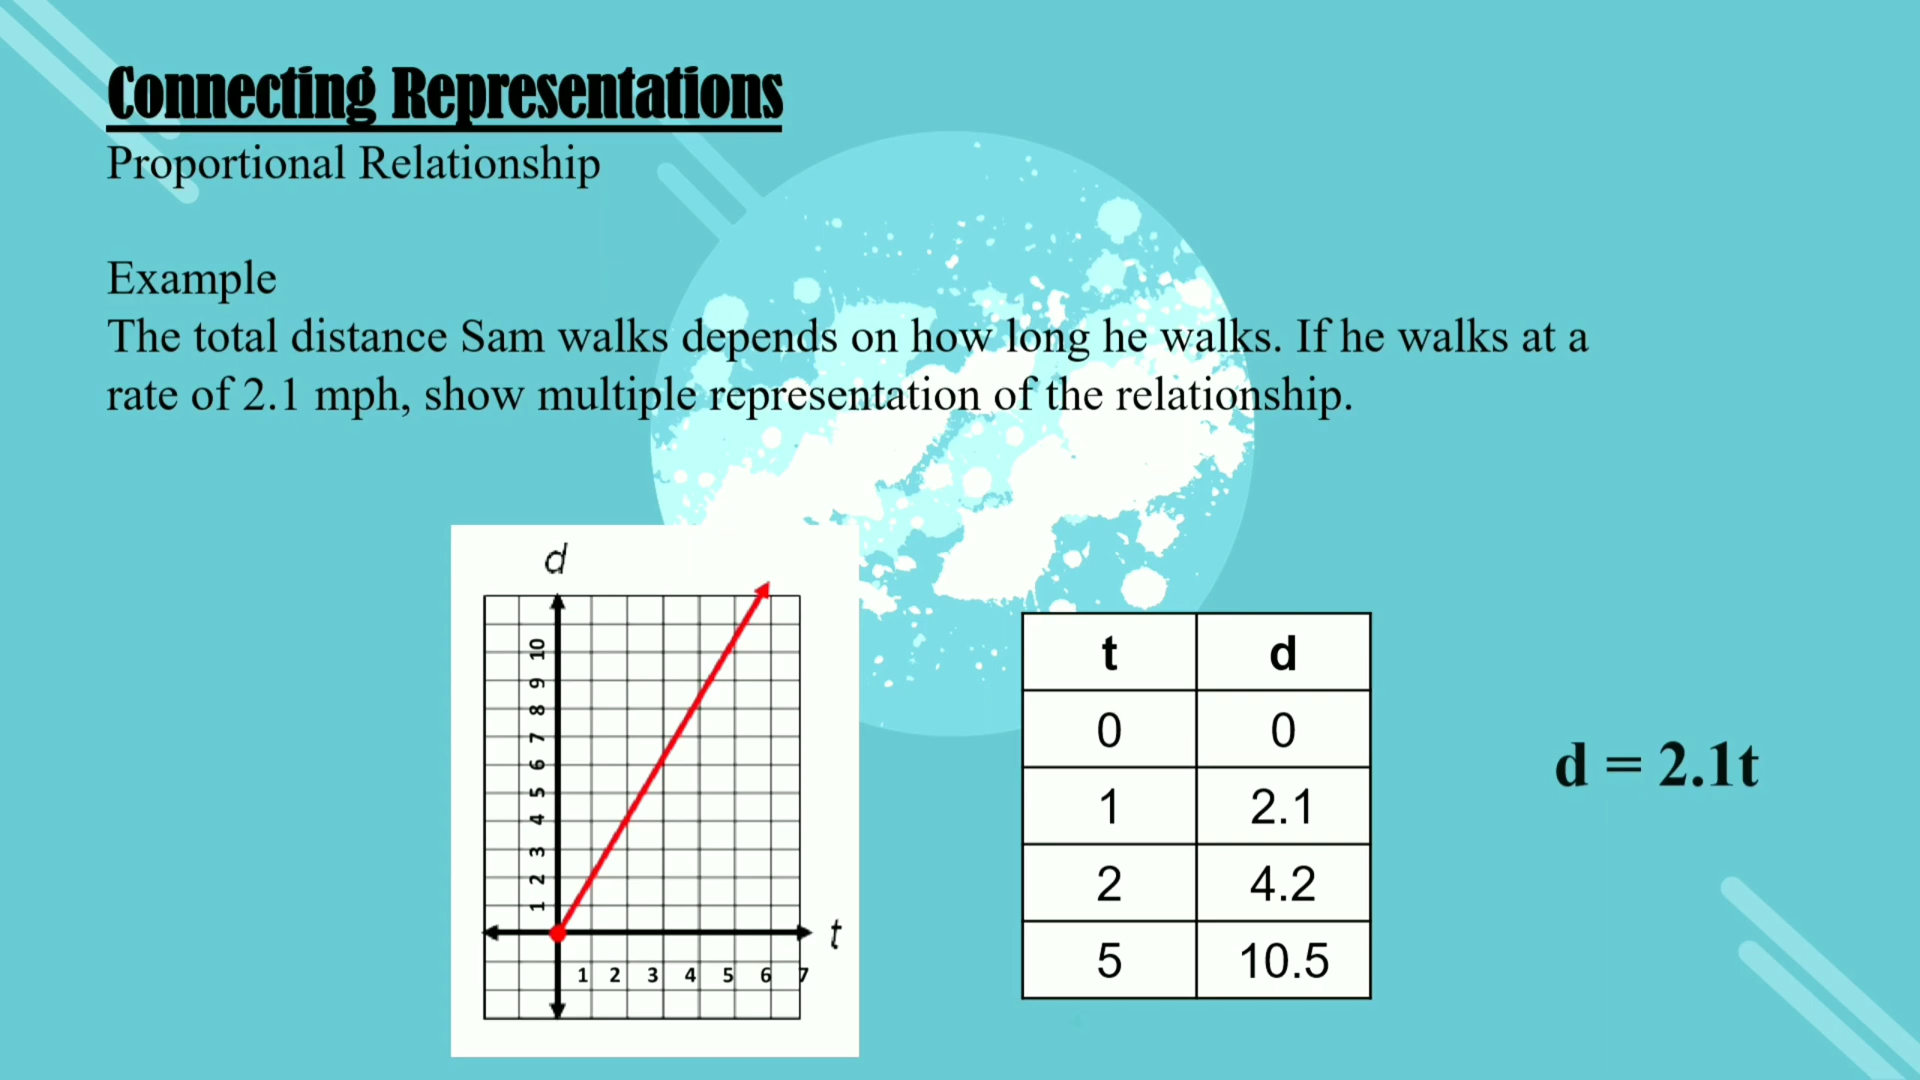 Connecting Representations
Proportional Relationship
Example
The total distance Sam walks depends on how long he walks. If he walks at a
rate of 2.1 mph, show multiple representation of the relationship.
d
10
9
8
7
6
5
4
3
2
1
t
1 2 3 4 5 6 7
t d
0 0
1 2.1
2 4.2
5 10.5
d = 2.1t